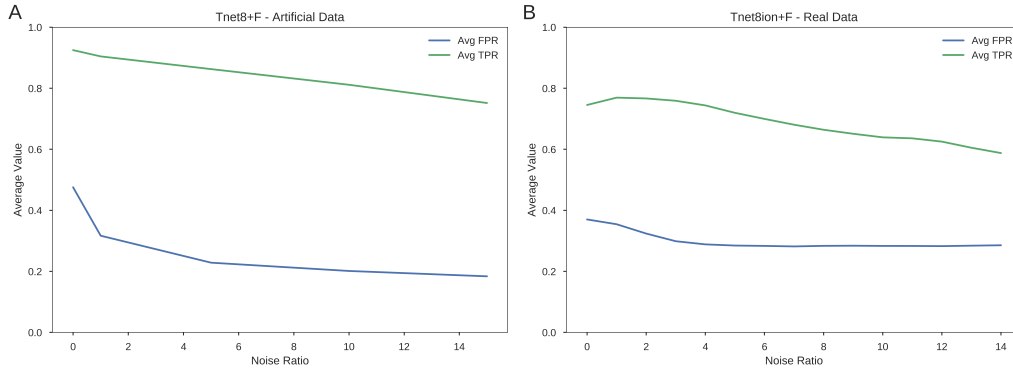 A
Tnet8+F - Artificial Data
1.0
0.8
0.6
0.4
0.2
0.0
Average Value
0 2 4 6 8 10 12 14
Noise Ratio
Avg FPR
Avg TPR
B
Tnet8ion+F - Real Data
1.0
0.8
0.6
0.4
0.2
0.0
Average Value
0 2 4 6 8 10 12 14
Noise Ratio
Avg FPR
Avg TPR